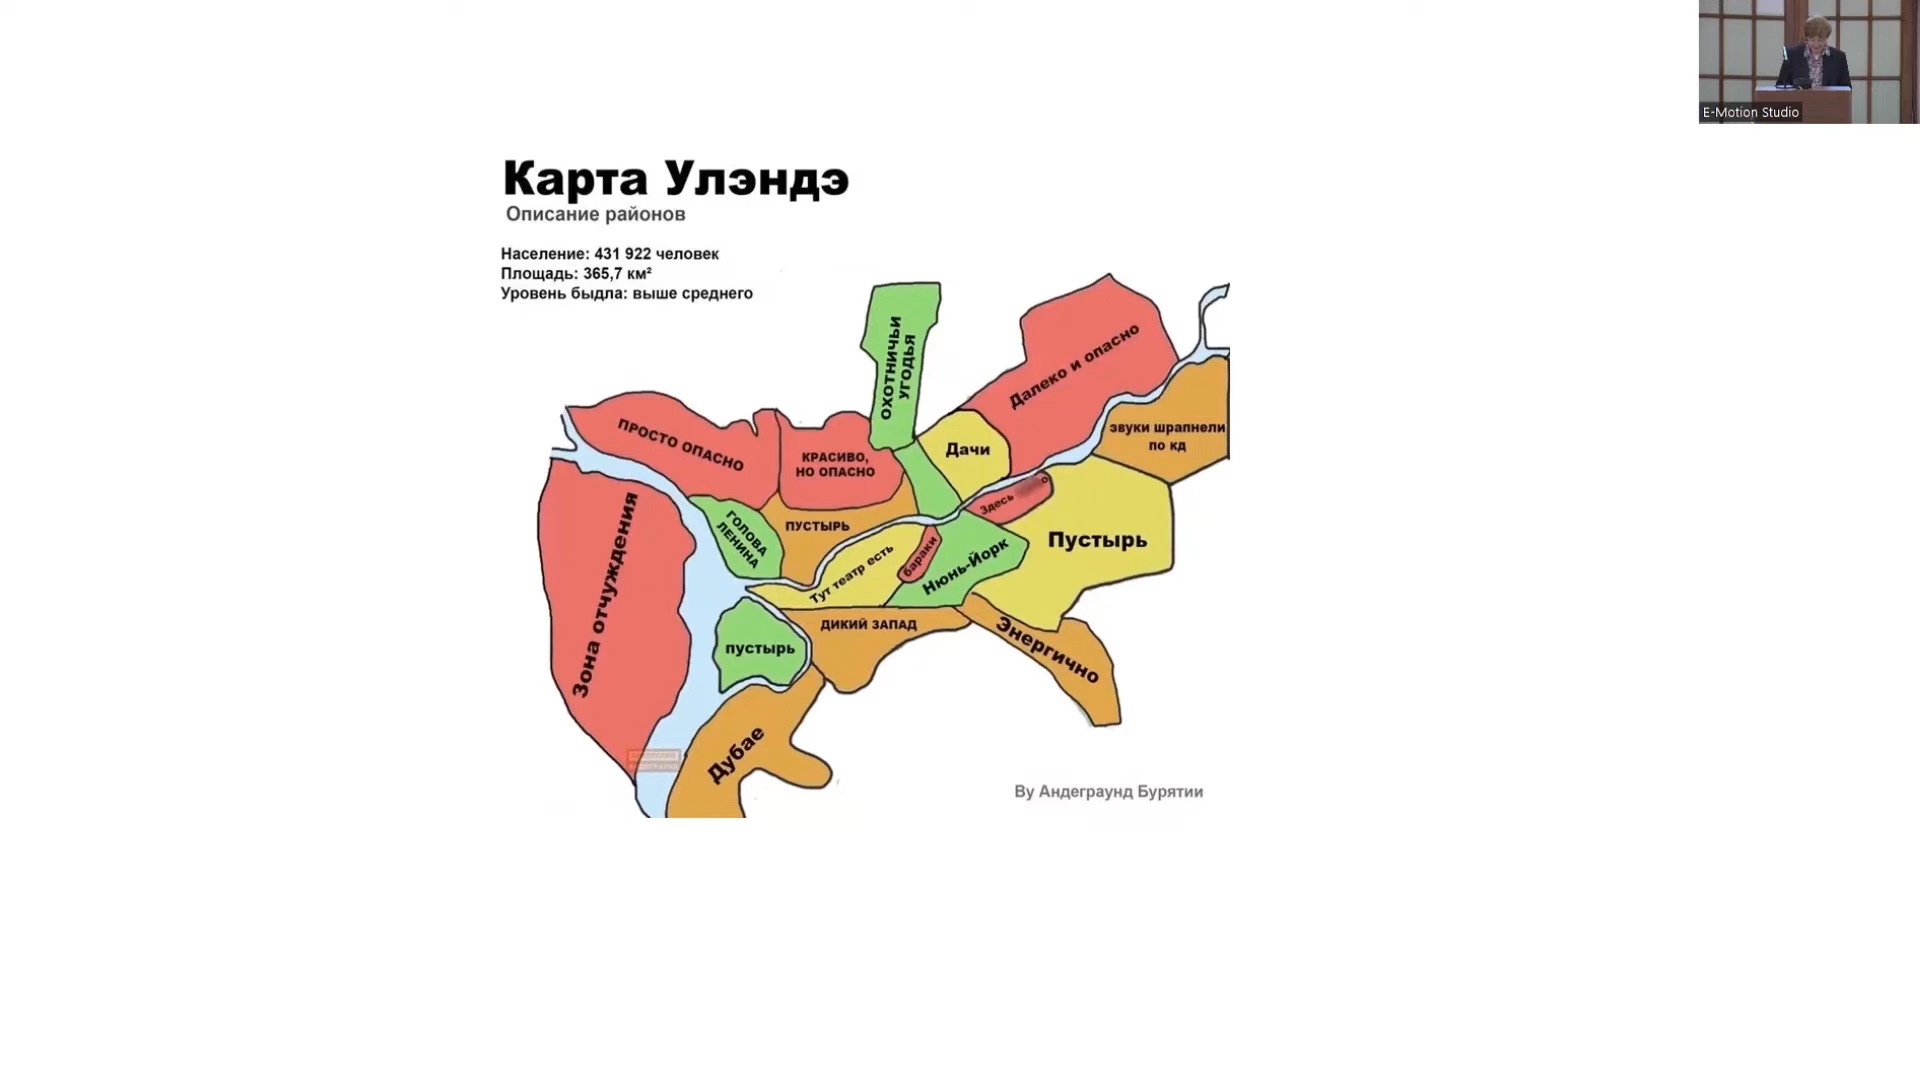 E-Motion Studio
Карта Улэндэ
Описание районов
Население: 431 922 человек
Площадь: 365,7 км²
Уровень быдла: выше среднего
ОХОТНИЧЬИ
УГОДЬЯ
Далеко и опасно
ПРОСТО ОПАСНО
КРАСИВО,
НО ОПАСНО
Дачи
звуки шрапнели
по кд
Здесь
Зона отчуждения
ГОЛОВА
ЛЕНИНА
ПУСТЫРЬ
Тут театр есть
бараки
Нюнь-Йорк
Пустырь
пустырь
ДИКИЙ ЗАПАД
Энергично
Дубае
By Андеграунд Бурятии